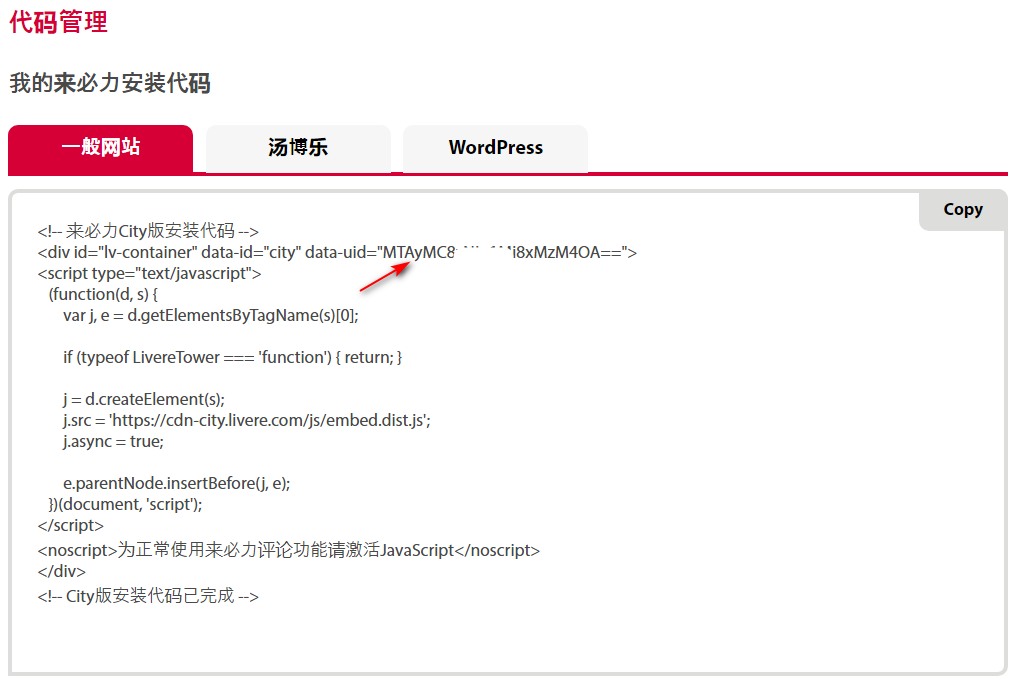 代码管理
我的来必力安装代码
一般网站 汤博乐 WordPress
Copy
<!-- 来必力City版安装代码 -->
<div id="lv-container" data-id="city" data-uid="MTAyMC8 i8xMzM4OA==">
<script type="text/javascript">
(function(d, s) {
var j, e = d.getElementsByTagName(s)[0];
if (typeof LivereTower === 'function') { return; }
j = d.createElement(s);
j.src = 'https://cdn-city.livere.com/js/embed.dist.js';
j.async = true;
e.parentNode.insertBefore(j, e);
})(document, 'script');
</script>
<noscript>为正常使用来必力评论功能请激活JavaScript</noscript>
</div>
<!-- City版安装代码已完成 -->